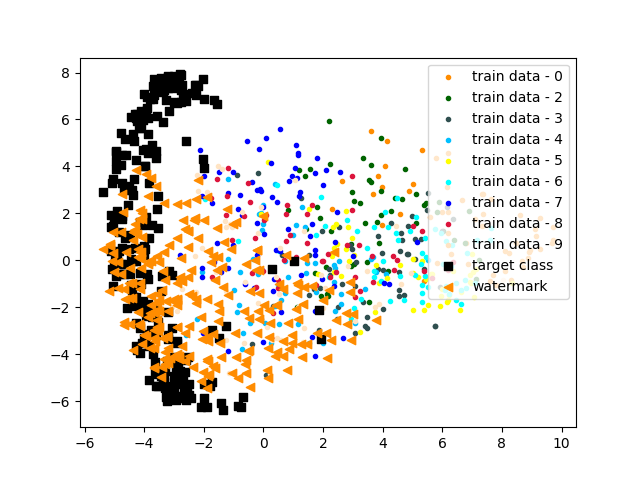 8
6
4
2
0
−2
−4
−6
−6
−4
−2
0
2
4
6
8
10
train data - 0
train data - 2
train data - 3
train data - 4
train data - 5
train data - 6
train data - 7
train data - 8
train data - 9
target class
watermark